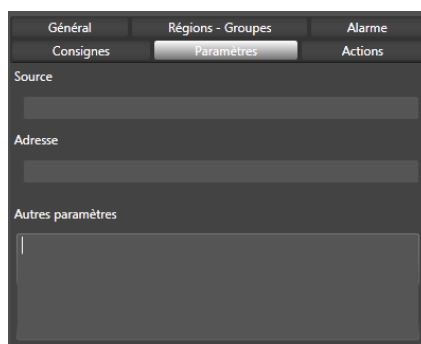 Général Régions - Groupes Alarme
Consignes Paramètres Actions
Source
Adresse
Autres paramètres